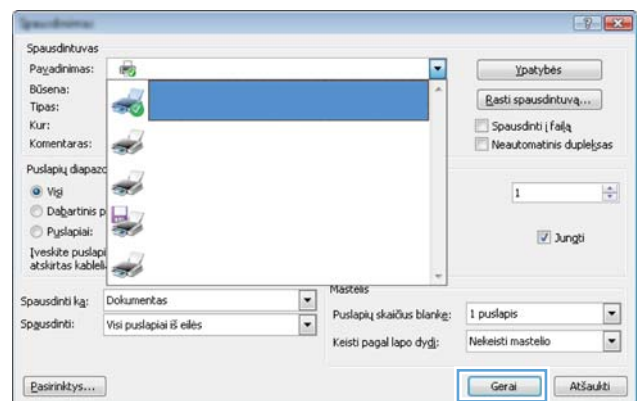 Spausdinimas
Spausdintuvas
Pavadinimas:
Ypatybės
Būsena:
Tipas:
Rasti spausdintuvą...
Kur:
Spausdinti į failą
Komentaras:
Neautomatinis dupleksas
Puslapių diapazo
Visi
1
Dabartinis p
Puslapiai:
Jungti
Įveskite puslapi
atskirtas kableli
Mastelis
Spausdinti ką: Dokumentas
Puslapių skaičius blanke: 1 puslapis
Spausdinti: Visi puslapiai iš eilės
Keisti pagal lapo dydį: Nekeisti mastelio
Pasirinktys...
Gerai
Atšaukti